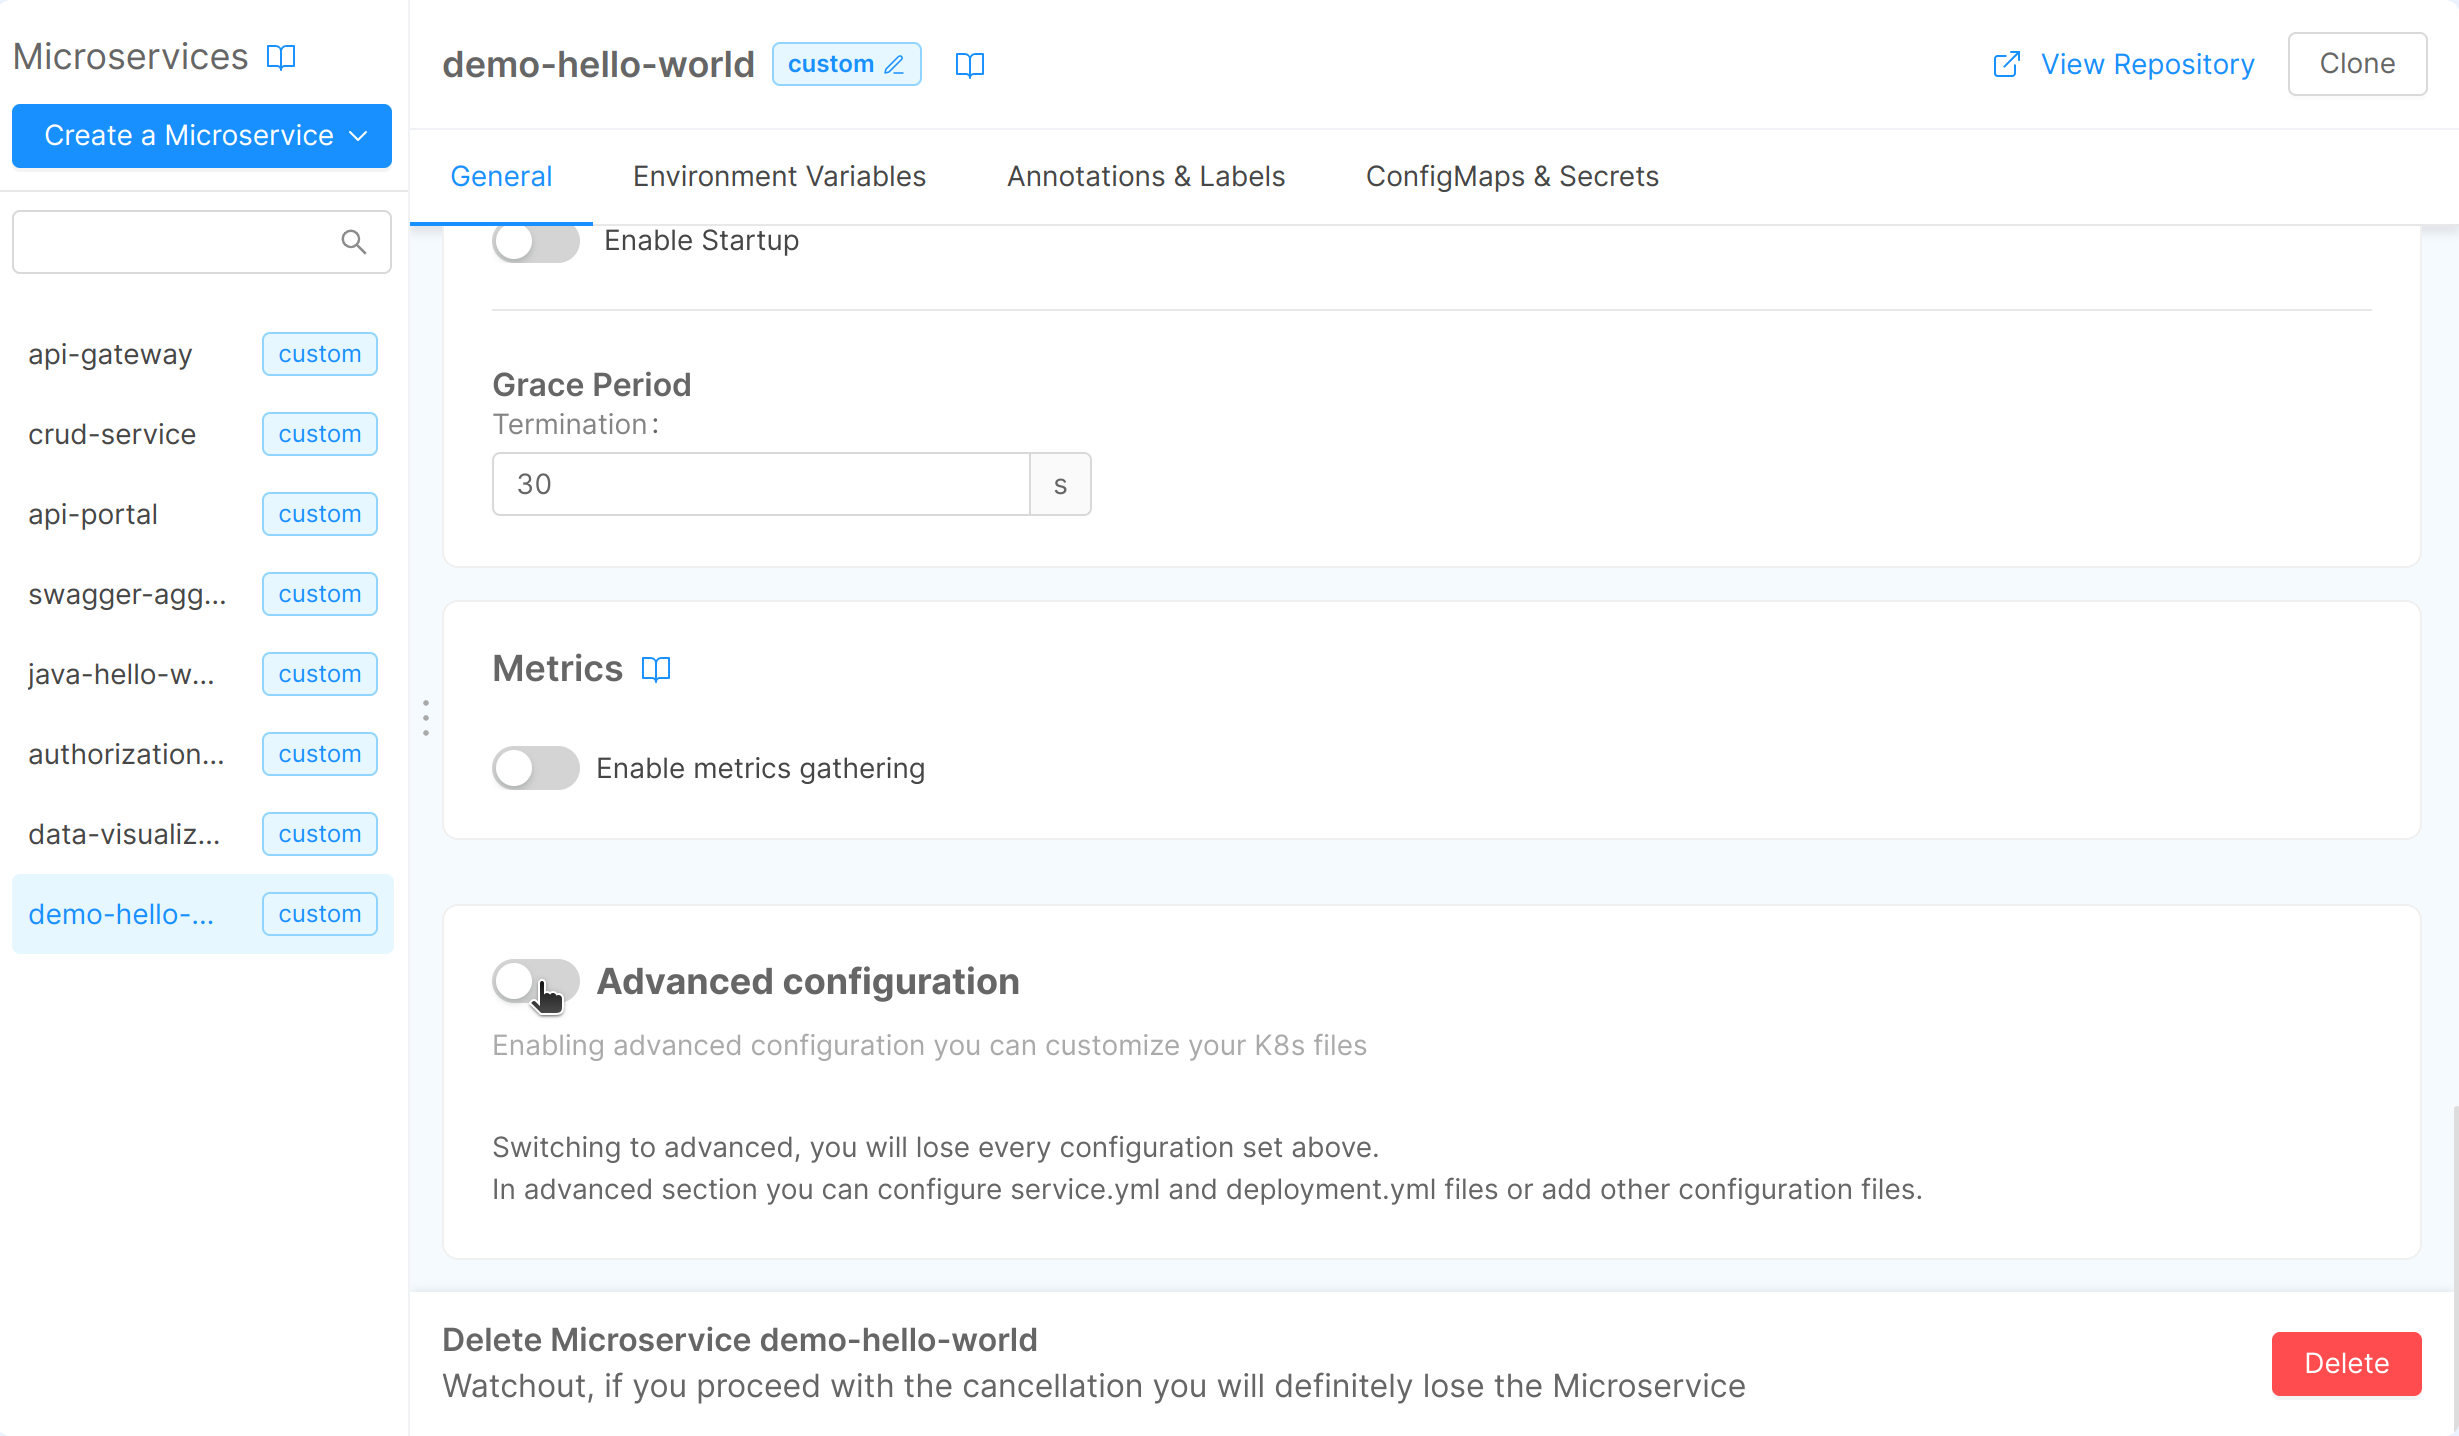 Microservices
Create a Microservice
api-gateway custom
crud-service custom
api-portal custom
swagger-agg... custom
java-hello-w... custom
authorization... custom
data-visualiz... custom
demo-hello-... custom
demo-hello-world custom
View Repository
Clone
General Environment Variables Annotations & Labels ConfigMaps & Secrets
Enable Startup
Grace Period
Termination:
30 s
Metrics
Enable metrics gathering
Advanced configuration
Enabling advanced configuration you can customize your K8s files
Switching to advanced, you will lose every configuration set above.
In advanced section you can configure service.yml and deployment.yml files or add other configuration files.
Delete Microservice demo-hello-world
Watchout, if you proceed with the cancellation you will definitely lose the Microservice
Delete